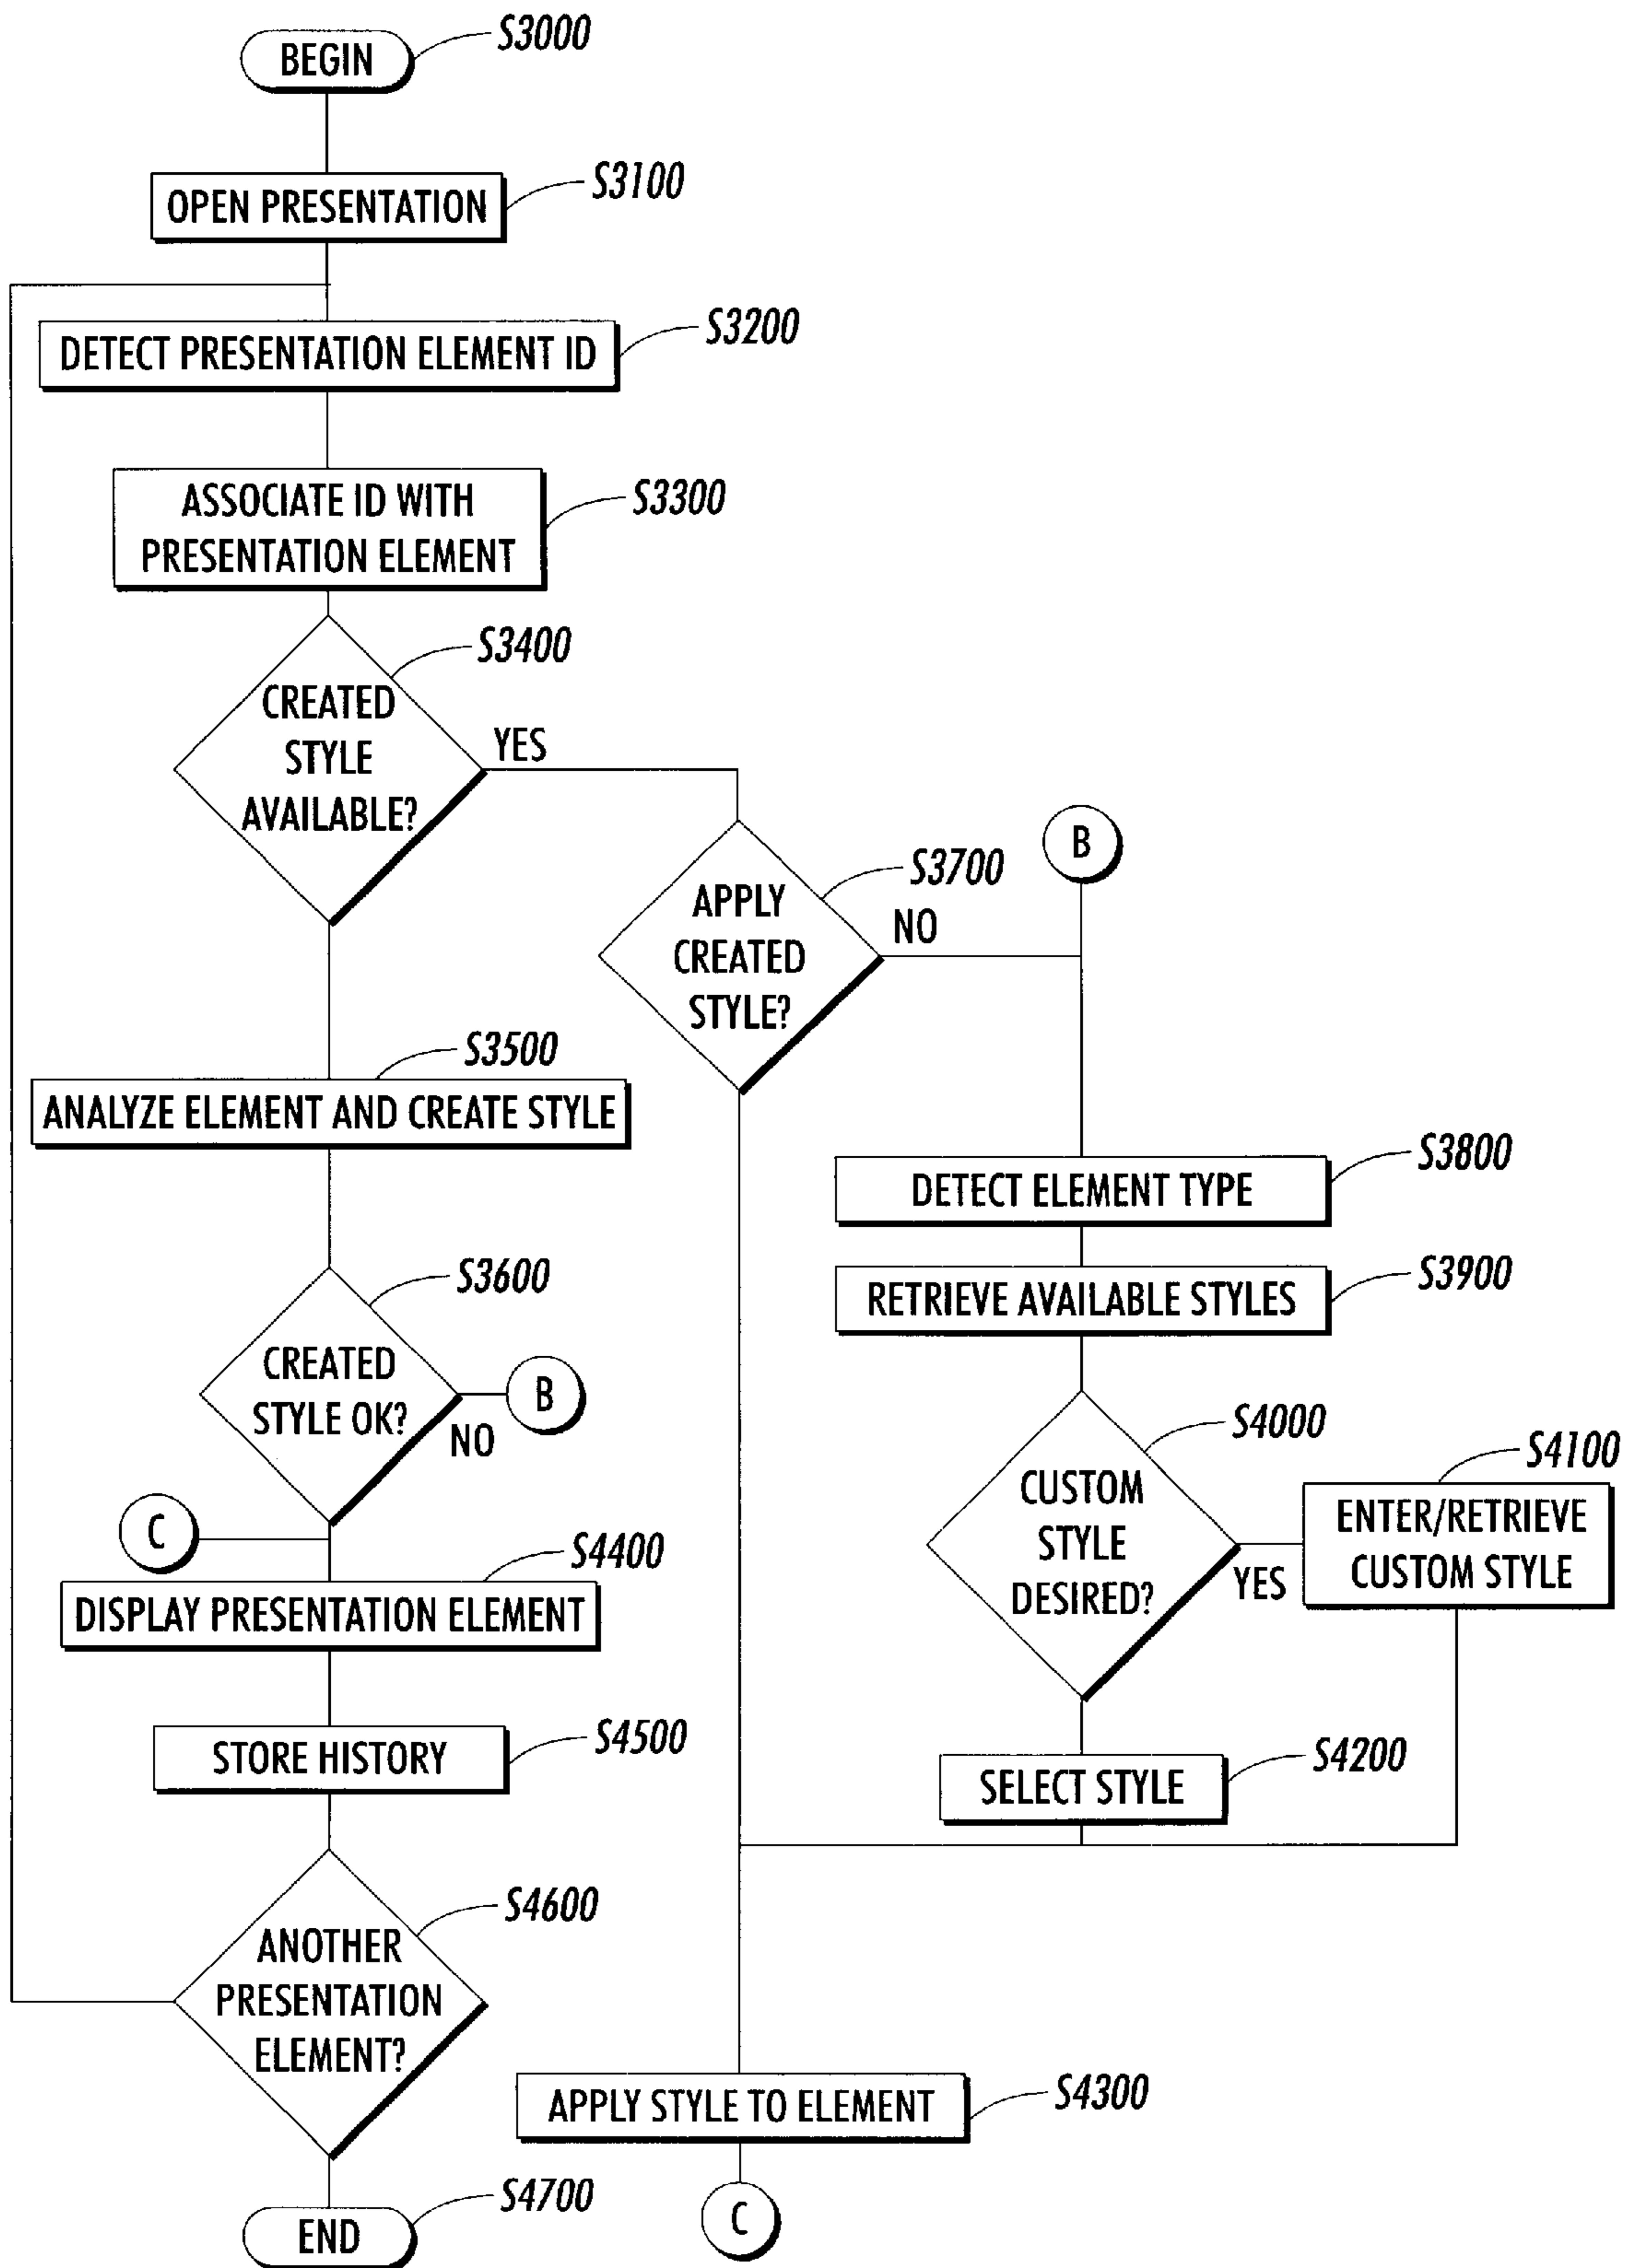 BEGIN
S3000
OPEN PRESENTATION
S3100
DETECT PRESENTATION ELEMENT ID
S3200
ASSOCIATE ID WITH
PRESENTATION ELEMENT
S3300
CREATED
STYLE
AVAILABLE?
S3400
YES
ANALYZE ELEMENT AND CREATE STYLE
S3500
CREATED
STYLE OK?
S3600
NO
B
C
DISPLAY PRESENTATION ELEMENT
S4400
STORE HISTORY
S4500
ANOTHER
PRESENTATION
ELEMENT?
S4600
END
S4700
APPLY
CREATED
STYLE?
S3700
NO
B
DETECT ELEMENT TYPE
S3800
RETRIEVE AVAILABLE STYLES
S3900
CUSTOM
STYLE
DESIRED?
S4000
YES
ENTER/RETRIEVE
CUSTOM STYLE
S4100
SELECT STYLE
S4200
APPLY STYLE TO ELEMENT
S4300
C